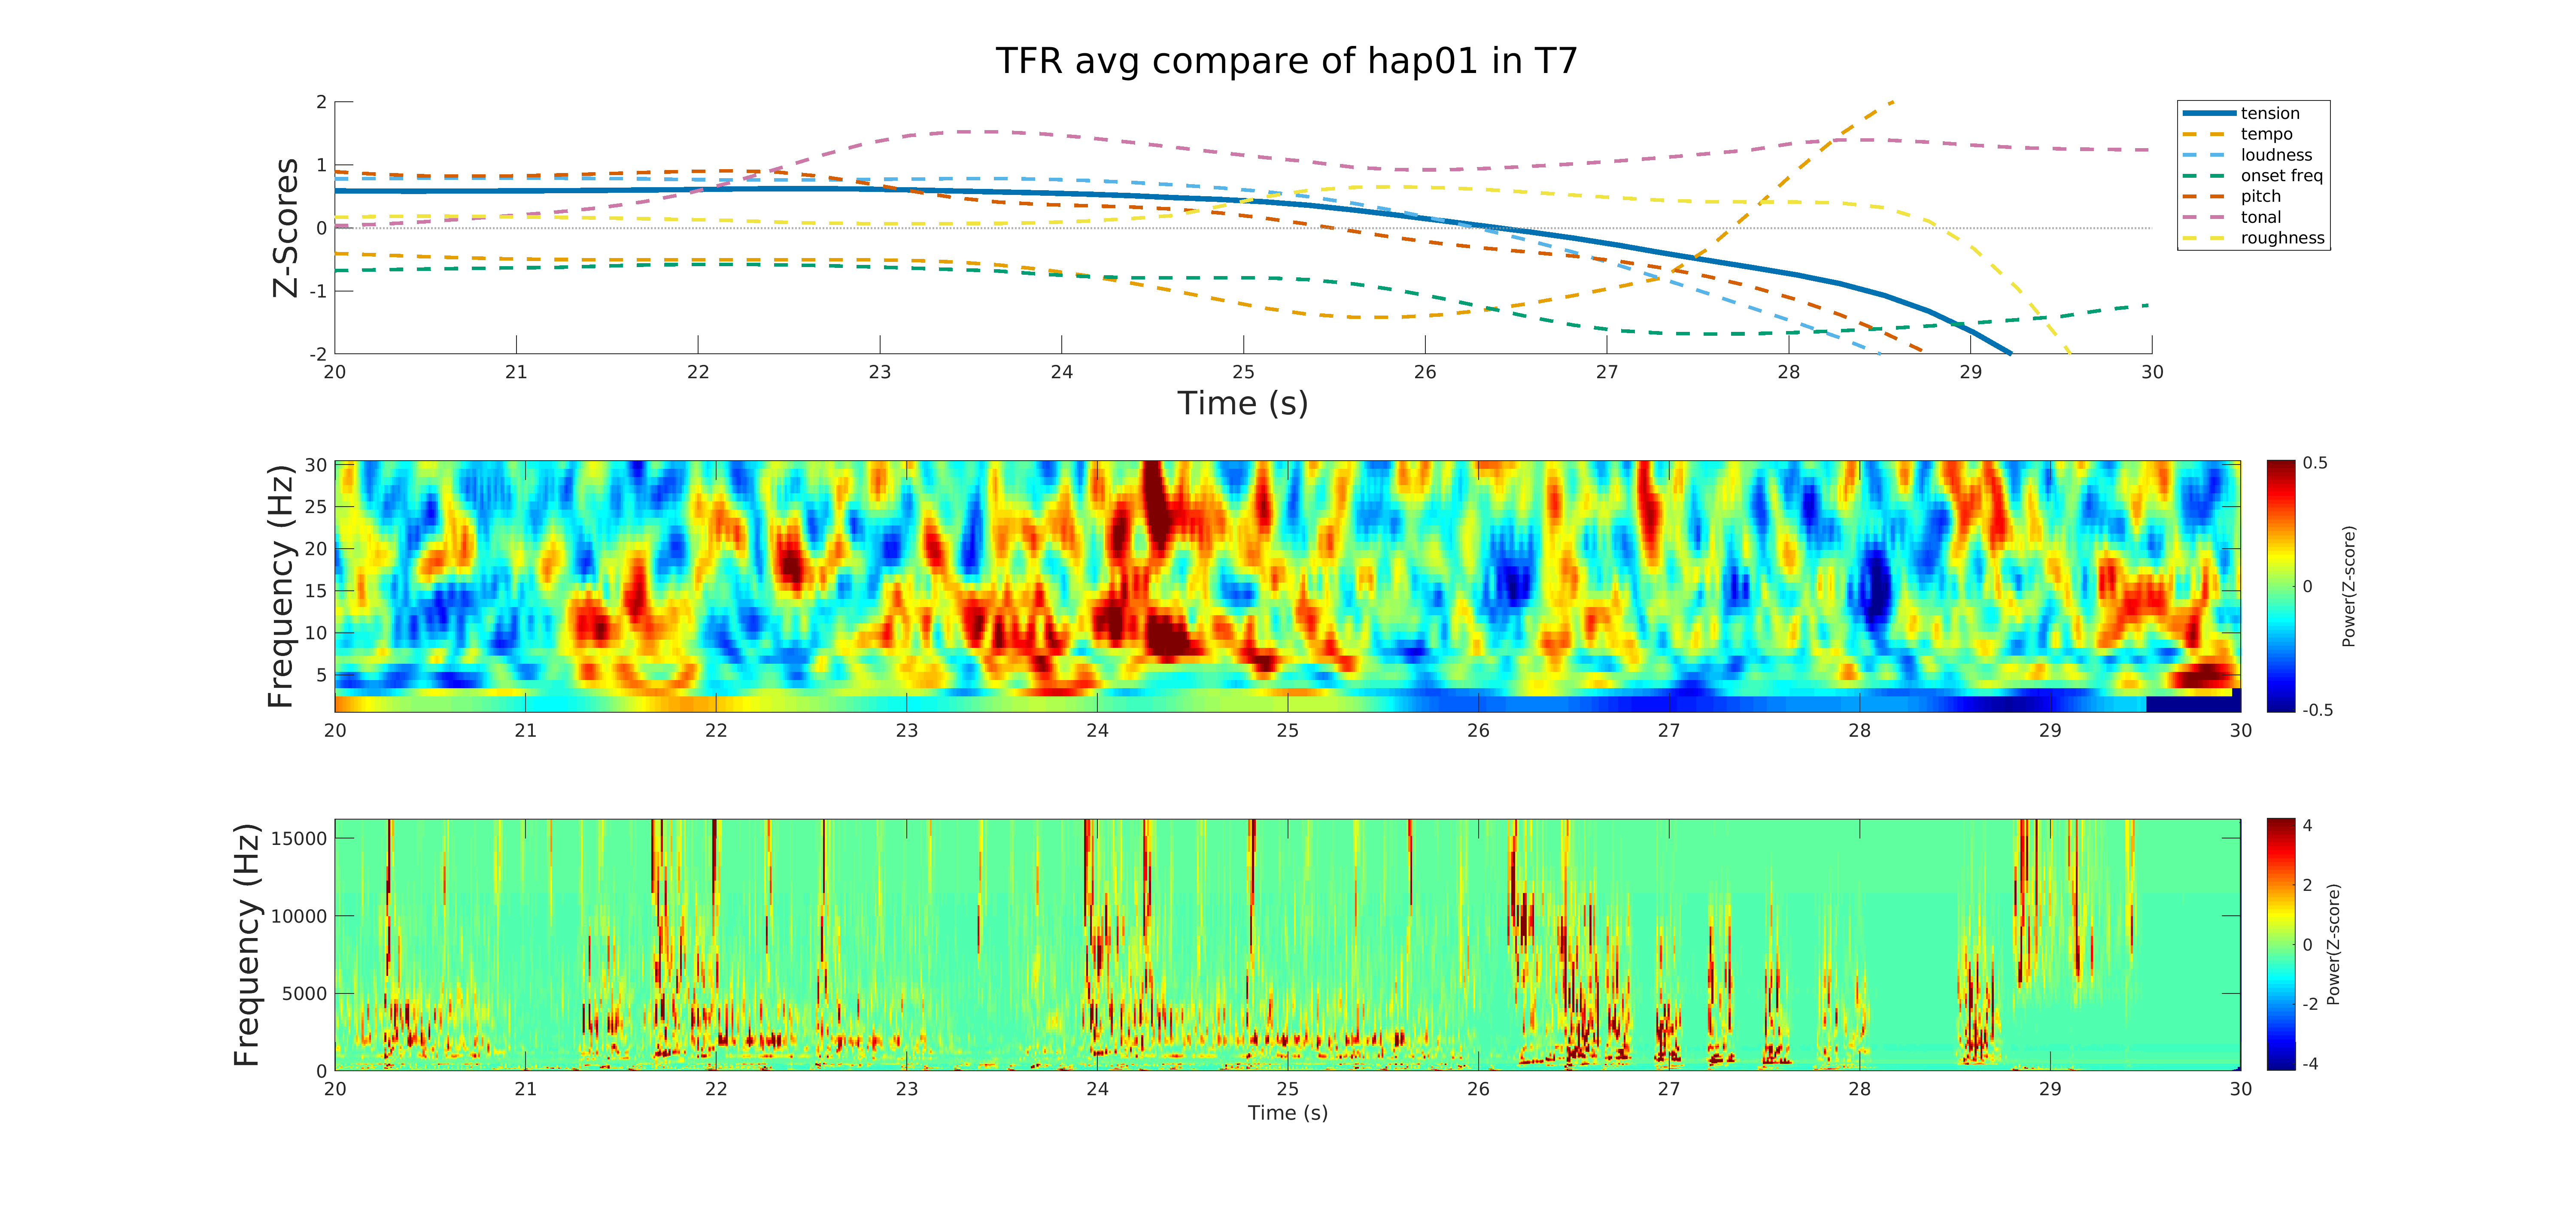 TFR avg compare of hap01 in T7
Z-Scores
2
1
0
-1
-2
20 21 22 23 24 25 26 27 28 29 30
Time (s)
tension
tempo
loudness
onset freq
pitch
tonal
roughness
Frequency (Hz)
30
25
20
15
10
5
20 21 22 23 24 25 26 27 28 29 30
0.5
0
-0.5
Power(Z-score)
Frequency (Hz)
15000
10000
5000
0
20 21 22 23 24 25 26 27 28 29 30
Time (s)
4
2
0
-2
-4
Power(Z-score)